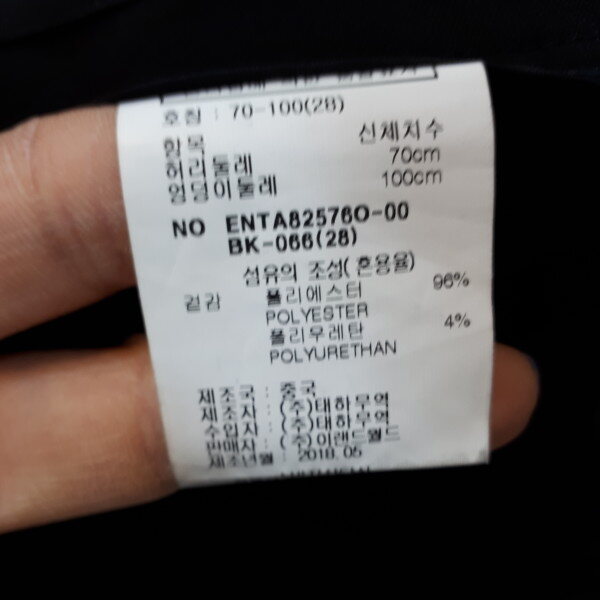 호칭 : 70-100(28)
항목 신체치수
허리둘레 70cm
엉덩이둘레 100cm
NO ENTA82576O-00
BK-066(28)
섬유의 조성(혼용율)
겉감 폴리에스터 96%
POLYESTER
폴리우레탄 4%
POLYURETHAN
제조국 : 중국
제조사 : (주)태하무역
수입사 : (주)태하무역
판매사 : (주)이랜드월드
제조년월 : 2018.05